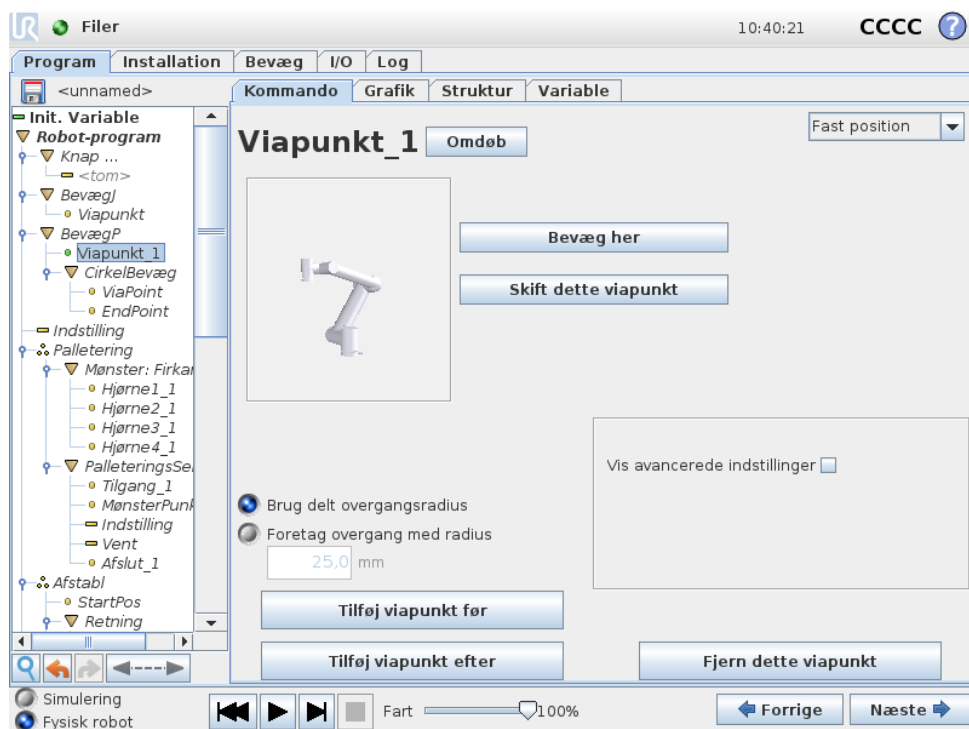 UR Filer 10:40:21 CCCC ?
Program Installation Bevæg I/O Log
<unnamed> Kommando Grafik Struktur Variable
Init. Variable
Robot-program
Knap ...
<tom>
BevægJ
Viapunkt
BevægP
Viapunkt_1
CirkelBevæg
ViaPoint
EndPoint
Indstilling
Palletering
Mønster: Firkan
Hjørne1_1
Hjørne2_1
Hjørne3_1
Hjørne4_1
PalleteringsSe
Tilgang_1
MønsterPunk
Indstilling
Vent
Afslut_1
Afstabl
StartPos
Retning
Viapunkt_1 Omdøb Fast position
Bevæg her
Skift dette viapunkt
Vis avancerede indstillinger
Brug delt overgangsradius
Foretag overgang med radius
25,0 mm
Tilføj viapunkt før
Tilføj viapunkt efter Fjern dette viapunkt
Simulering
Fysisk robot
Fart 100% Forrige Næste